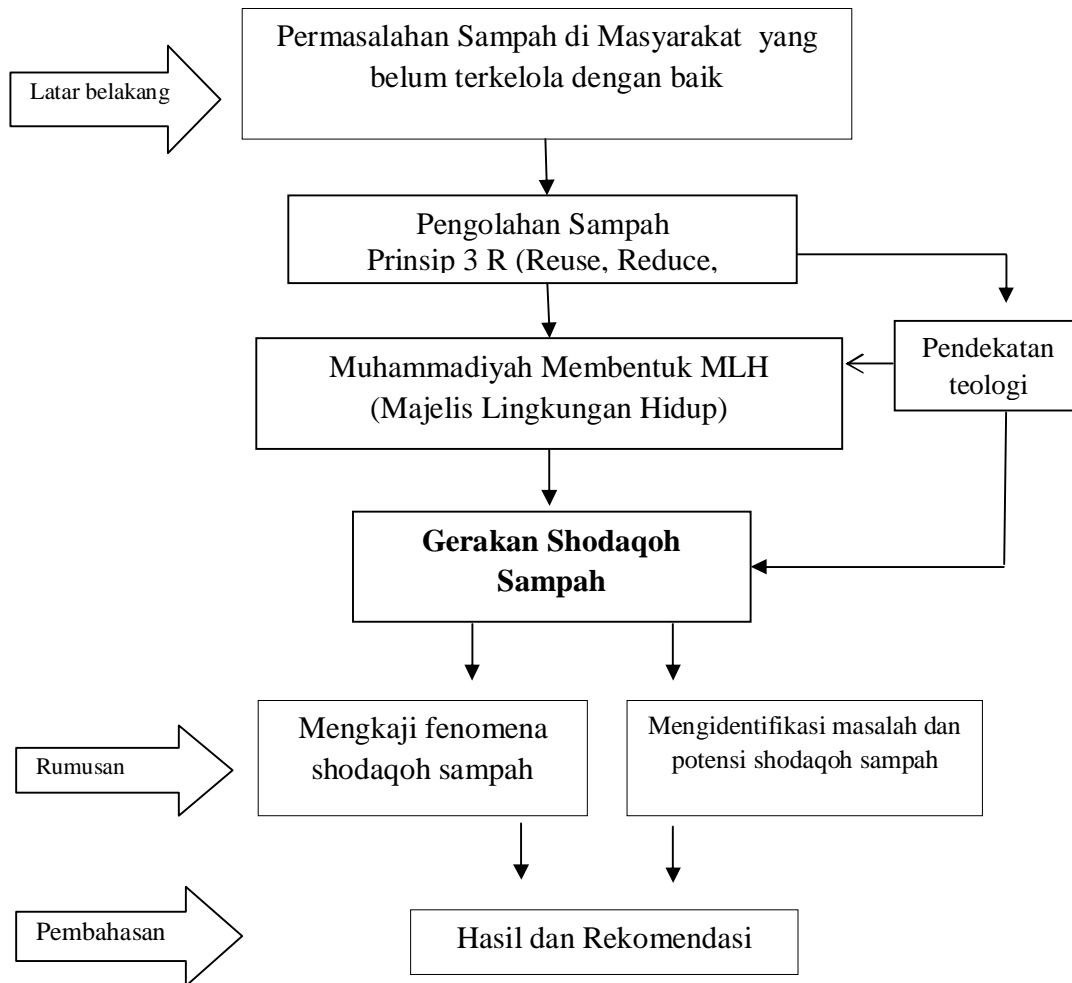 Permasalahan Sampah di Masyarakat yang
belum terkelola dengan baik
Latar belakang
Pengolahan Sampah
Prinsip 3 R (Reuse, Reduce,
Pendekatan
teologi
Muhammadiyah Membentuk MLH
(Majelis Lingkungan Hidup)
Gerakan Shodaqoh
Sampah
Rumusan
Mengkaji fenomena
shodaqoh sampah
Mengidentifikasi masalah dan
potensi shodaqoh sampah
Pembahasan
Hasil dan Rekomendasi